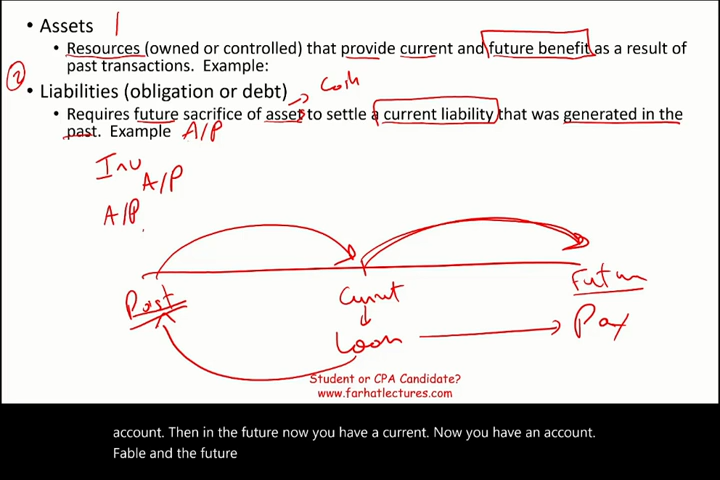 • Assets 1
• Resources (owned or controlled) that provide current and future benefit as a result of
past transactions. Example:
2
• Liabilities (obligation or debt) → Cash
• Requires future sacrifice of assets to settle a current liability that was generated in the
past. Example A/P
Inv
A/P
A/P
Past Current Future
Loan Pay
Student or CPA Candidate?
www.farhatlectures.com
account. Then in the future now you have a current. Now you have an account.
Fable and the future